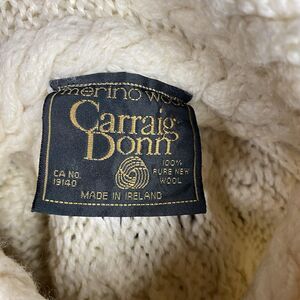 merino wool
Carraig
Donn
100%
CA NO. PURE NEW
19140 WOOL
MADE IN IRELAND